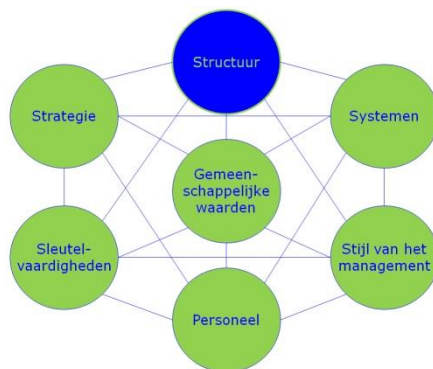 Structuur
Strategie
Systemen
Gemeen-
schappelijke
waarden
Sleutel-
vaardigheden
Stijl van het
management
Personeel